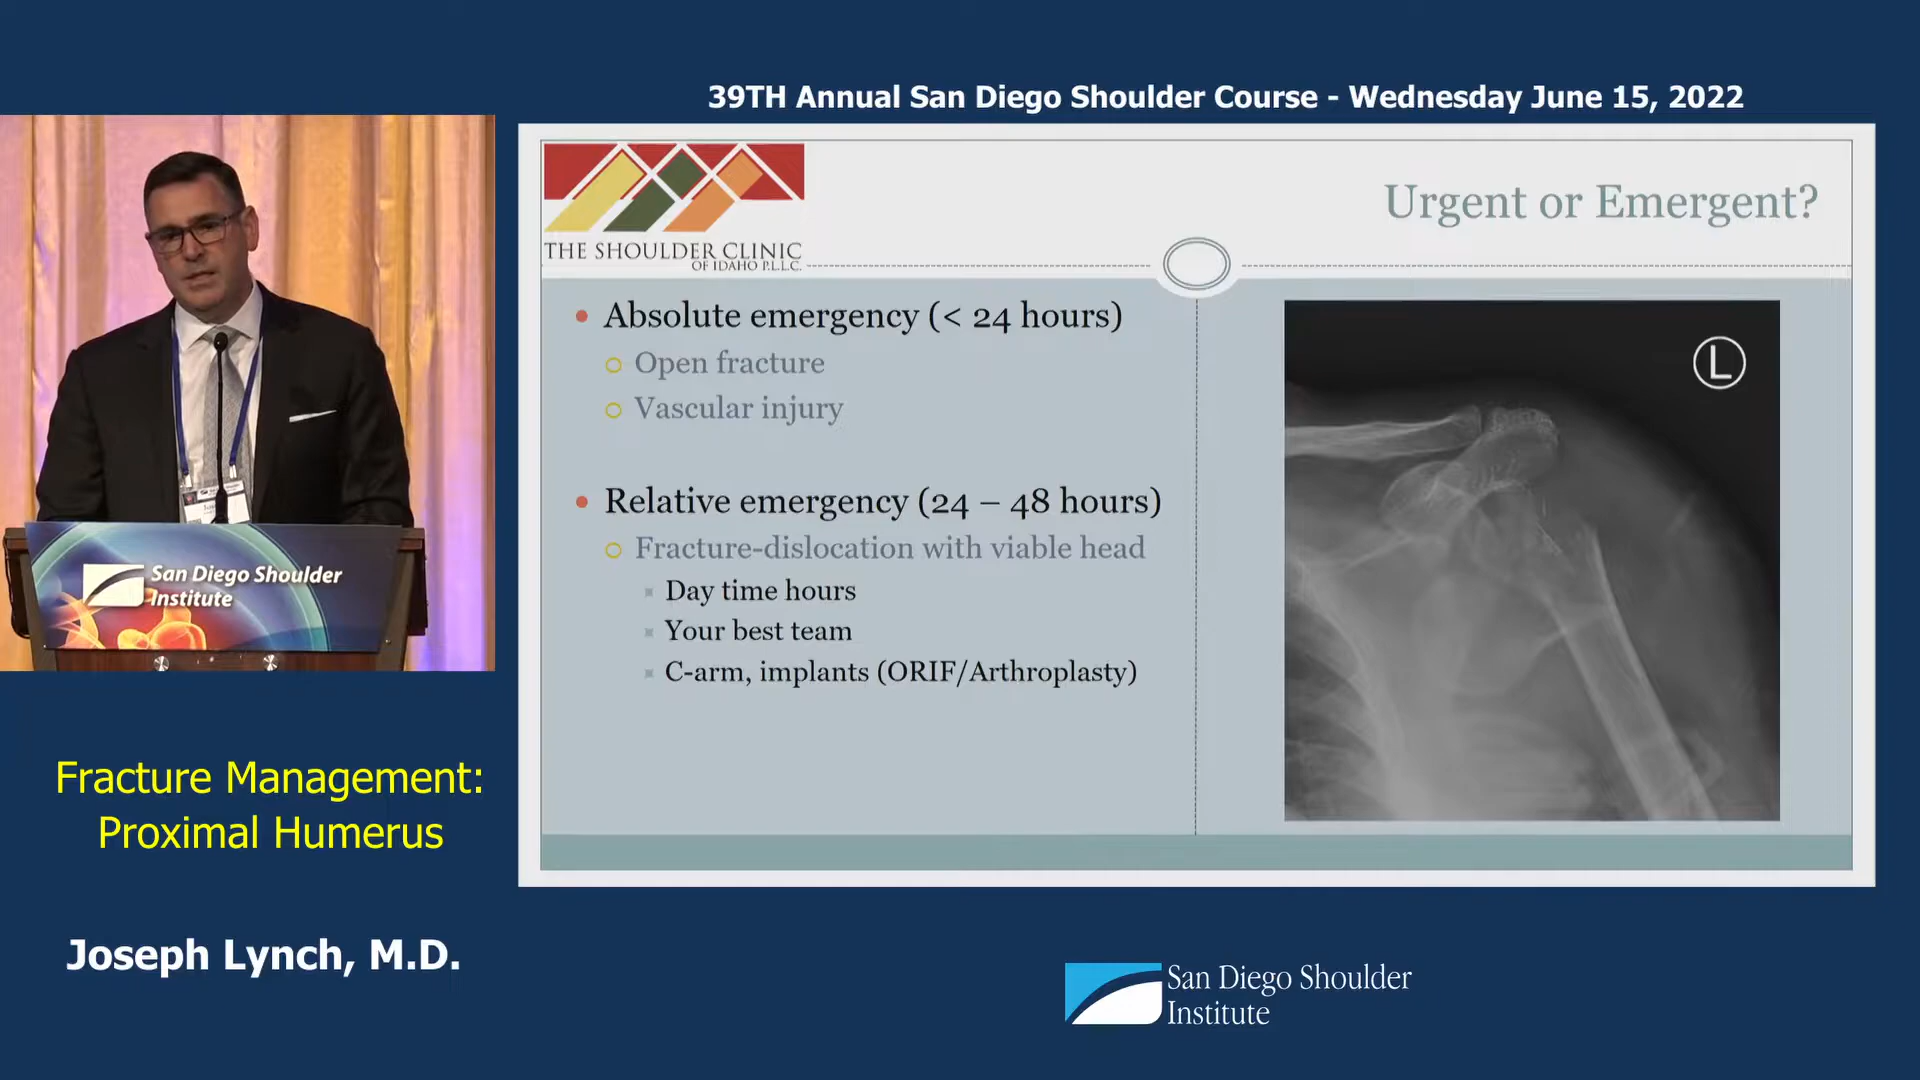 39TH Annual San Diego Shoulder Course - Wednesday June 15, 2022
THE SHOULDER CLINIC
OF IDAHO P.L.L.C.
Urgent or Emergent?
Absolute emergency (< 24 hours)
Open fracture
Vascular injury
Relative emergency (24 – 48 hours)
Fracture-dislocation with viable head
Day time hours
Your best team
C-arm, implants (ORIF/Arthroplasty)
L
San Diego Shoulder
Institute
Fracture Management:
Proximal Humerus
Joseph Lynch, M.D.
San Diego Shoulder
Institute